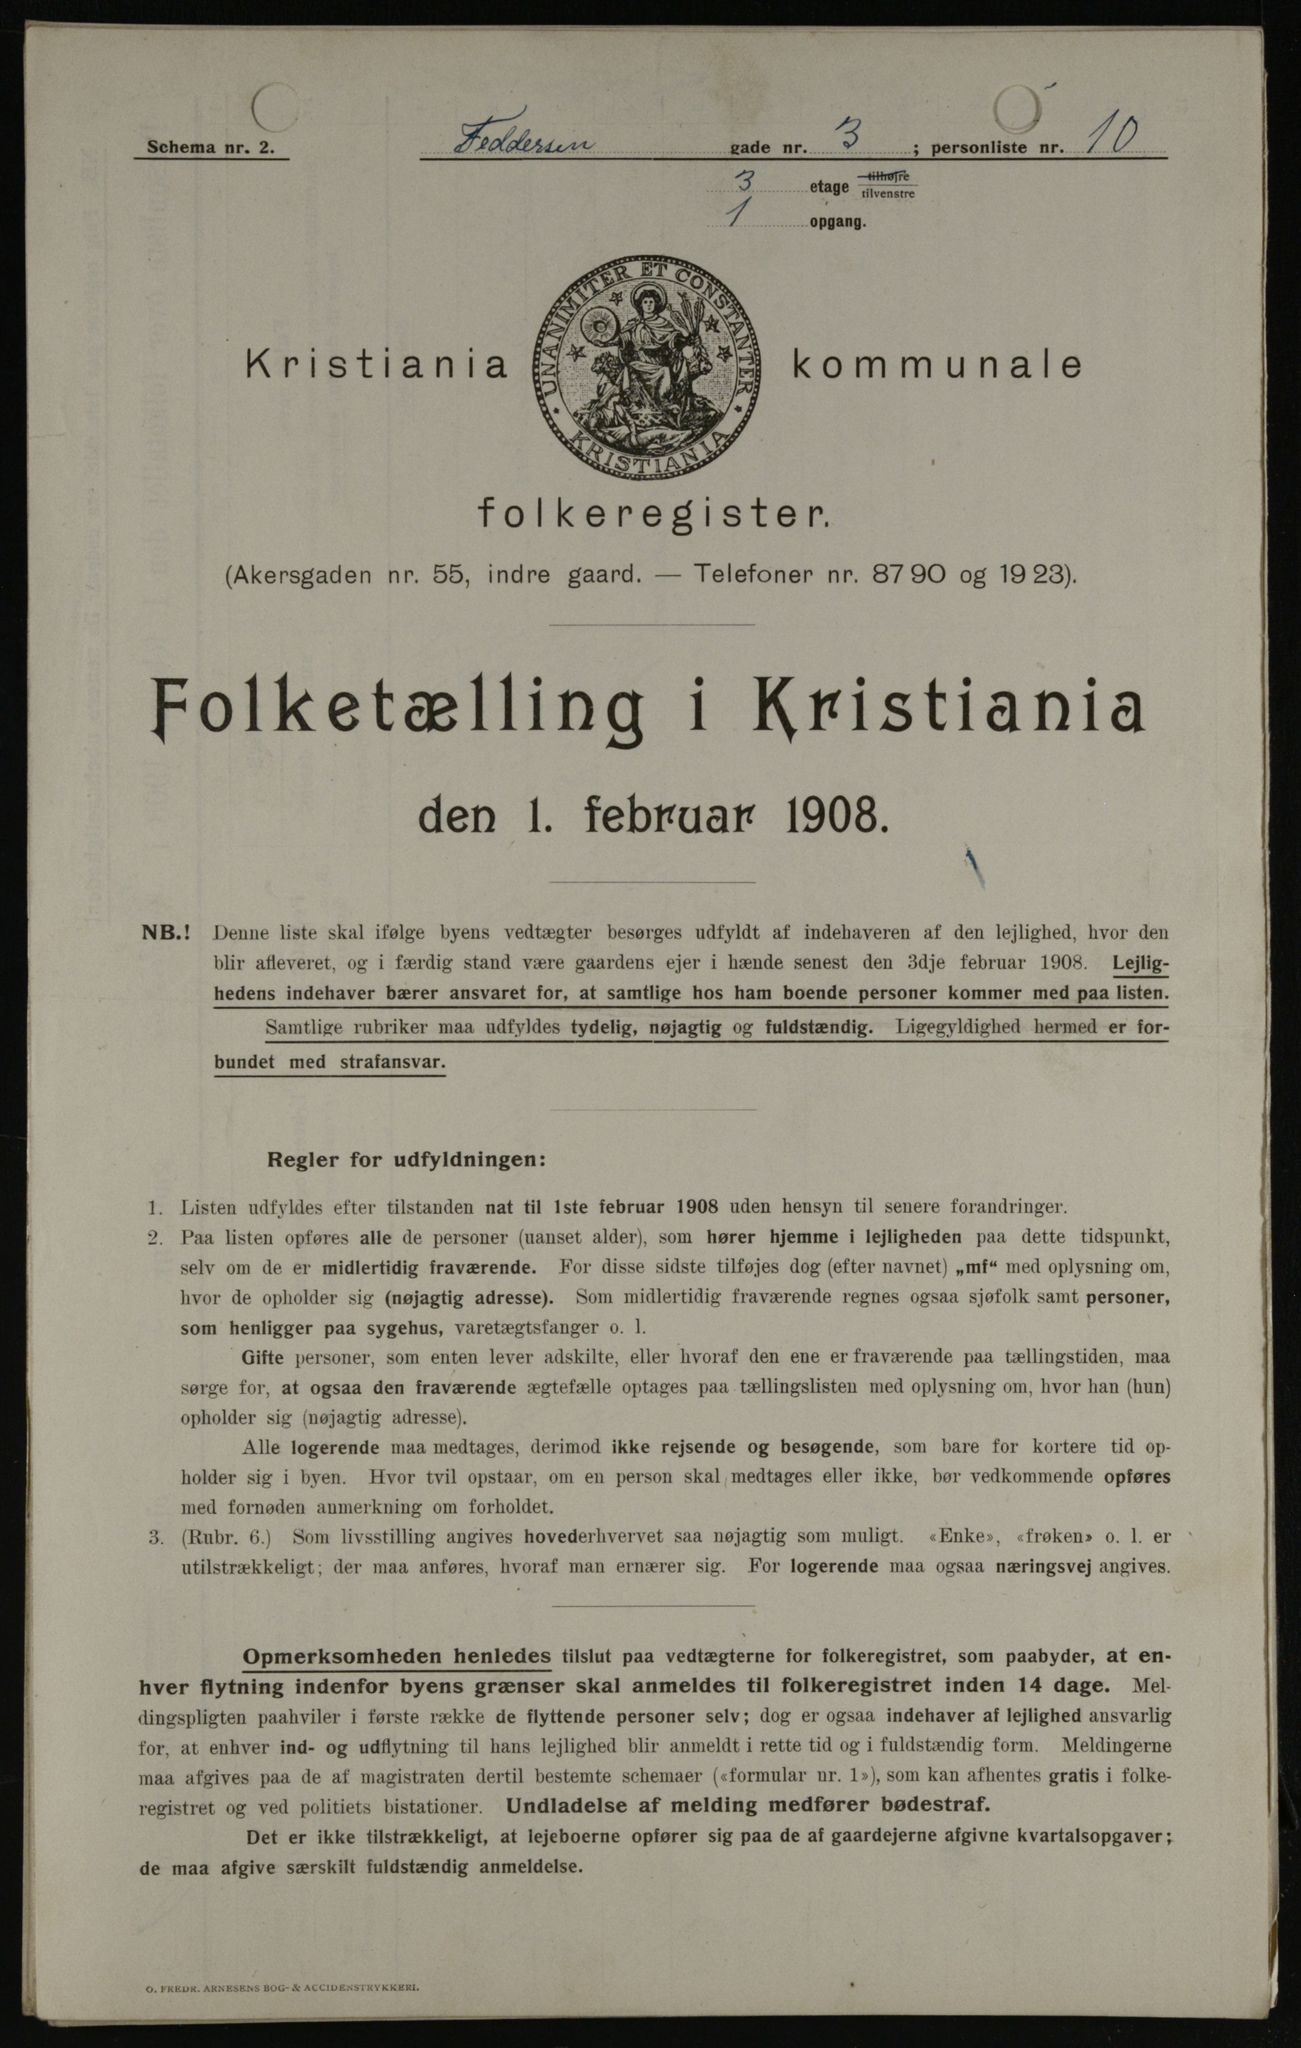 Schema nr. 2.
Feddersen gade nr. 3 ; personliste nr. 10
3 etage tilhøjre tilvenstre
1 opgang.
UNANIMITER ET CONSTANTER
KRISTIANIA
Kristiania kommunale
folkeregister.
(Akersgaden nr. 55, indre gaard. — Telefoner nr. 8790 og 1923).
Folketælling i Kristiania
den 1. februar 1908.
NB.! Denne liste skal ifølge byens vedtægter besørges udfyldt af indehaveren af den lejlighed, hvor den
blir afleveret, og i færdig stand være gaardens ejer i hænde senest den 3dje februar 1908. Lejlig-
hedens indehaver bærer ansvaret for, at samtlige hos ham boende personer kommer med paa listen.
Samtlige rubriker maa udfyldes tydelig, nøjagtig og fuldstændig. Ligegyldighed hermed er for-
bundet med strafansvar.
Regler for udfyldningen:
1. Listen udfyldes efter tilstanden nat til 1ste februar 1908 uden hensyn til senere forandringer.
2. Paa listen opføres alle de personer (uanset alder), som hører hjemme i lejligheden paa dette tidspunkt,
selv om de er midlertidig fraværende. For disse sidste tilføjes dog (efter navnet) „mf“ med oplysning om,
hvor de opholder sig (nøjagtig adresse). Som midlertidig fraværende regnes ogsaa sjøfolk samt personer,
som henligger paa sygehus, varetægtsfanger o. l.
Gifte personer, som enten lever adskilte, eller hvoraf den ene er fraværende paa tællingstiden, maa
sørge for, at ogsaa den fraværende ægtefælle optages paa tællingslisten med oplysning om, hvor han (hun)
opholder sig (nøjagtig adresse).
Alle logerende maa medtages, derimod ikke rejsende og besøgende, som bare for kortere tid op-
holder sig i byen. Hvor tvil opstaar, om en person skal medtages eller ikke, bør vedkommende opføres
med fornøden anmerkning om forholdet.
3. (Rubr. 6.) Som livsstilling angives hovederhvervet saa nøjagtig som muligt. «Enke», «frøken» o. l. er
utilstrækkeligt; der maa anføres, hvoraf man ernærer sig. For logerende maa ogsaa næringsvej angives.
Opmerksomheden henledes tilslut paa vedtægterne for folkeregistret, som paabyder, at en-
hver flytning indenfor byens grænser skal anmeldes til folkeregistret inden 14 dage. Mel-
dingspligten paahviler i første række de flyttende personer selv; dog er ogsaa indehaver af lejlighed ansvarlig
for, at enhver ind- og udflytning til hans lejlighed blir anmeldt i rette tid og i fuldstændig form. Meldingerne
maa afgives paa de af magistraten dertil bestemte schemaer («formular nr. 1»), som kan afhentes gratis i folke-
registret og ved politiets bistationer. Undladelse af melding medfører bødestraf.
Det er ikke tilstrækkeligt, at lejeboerne opfører sig paa de af gaardejerne afgivne kvartalsopgaver;
de maa afgive særskilt fuldstændig anmeldelse.
O. FREDR. ARNESENS BOG- & ACCIDENSTRYKKERI.